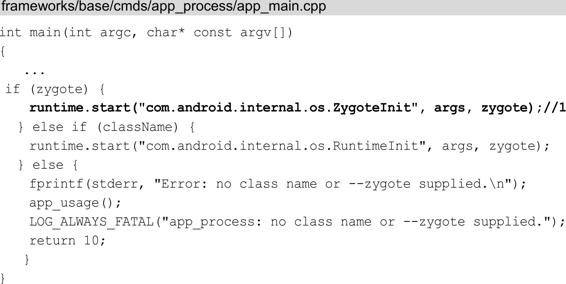 frameworks/base/cmds/app_process/app_main.cpp
int main(int argc, char* const argv[])
{
...
if (zygote) {
runtime.start("com.android.internal.os.ZygoteInit", args, zygote);//1
} else if (className) {
runtime.start("com.android.internal.os.RuntimeInit", args, zygote);
} else {
fprintf(stderr, "Error: no class name or --zygote supplied.\n");
app_usage();
LOG_ALWAYS_FATAL("app_process: no class name or --zygote supplied.");
return 10;
}
}